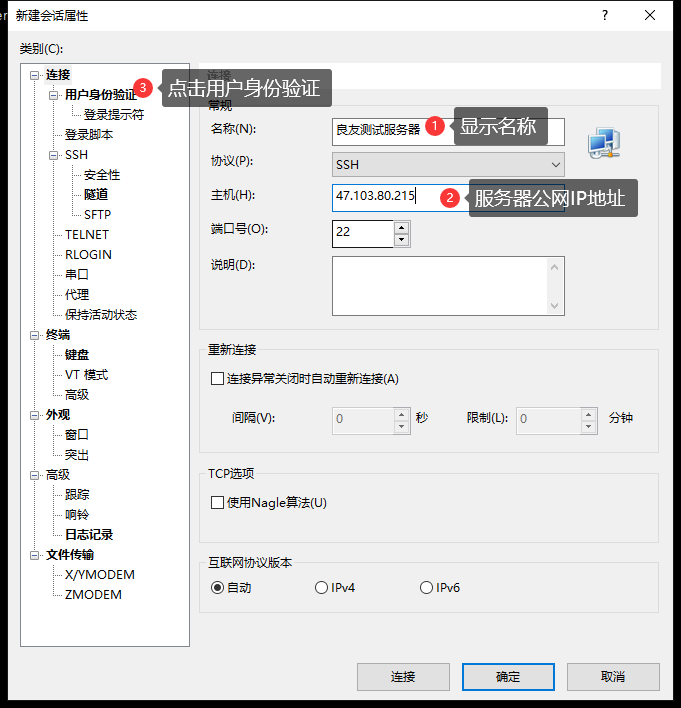 新建会话属性
类别(C):
连接
用户身份验证
登录提示符
登录脚本
SSH
安全性
隧道
SFTP
TELNET
RLOGIN
串口
代理
保持活动状态
终端
键盘
VT 模式
高级
外观
窗口
突出
高级
跟踪
响铃
日志记录
文件传输
X/YMODEM
ZMODEM
3 点击用户身份验证
连接
常规
名称(N):
良友测试服务器
1 显示名称
协议(P):
SSH
主机(H):
47.103.80.215
2 服务器公网IP地址
端口号(O):
22
说明(D):
重新连接
连接异常关闭时自动重新连接(A)
间隔(V):
0
秒
限制(L):
0
分钟
TCP选项
使用Nagle算法(U)
互联网协议版本
自动
IPv4
IPv6
连接
确定
取消